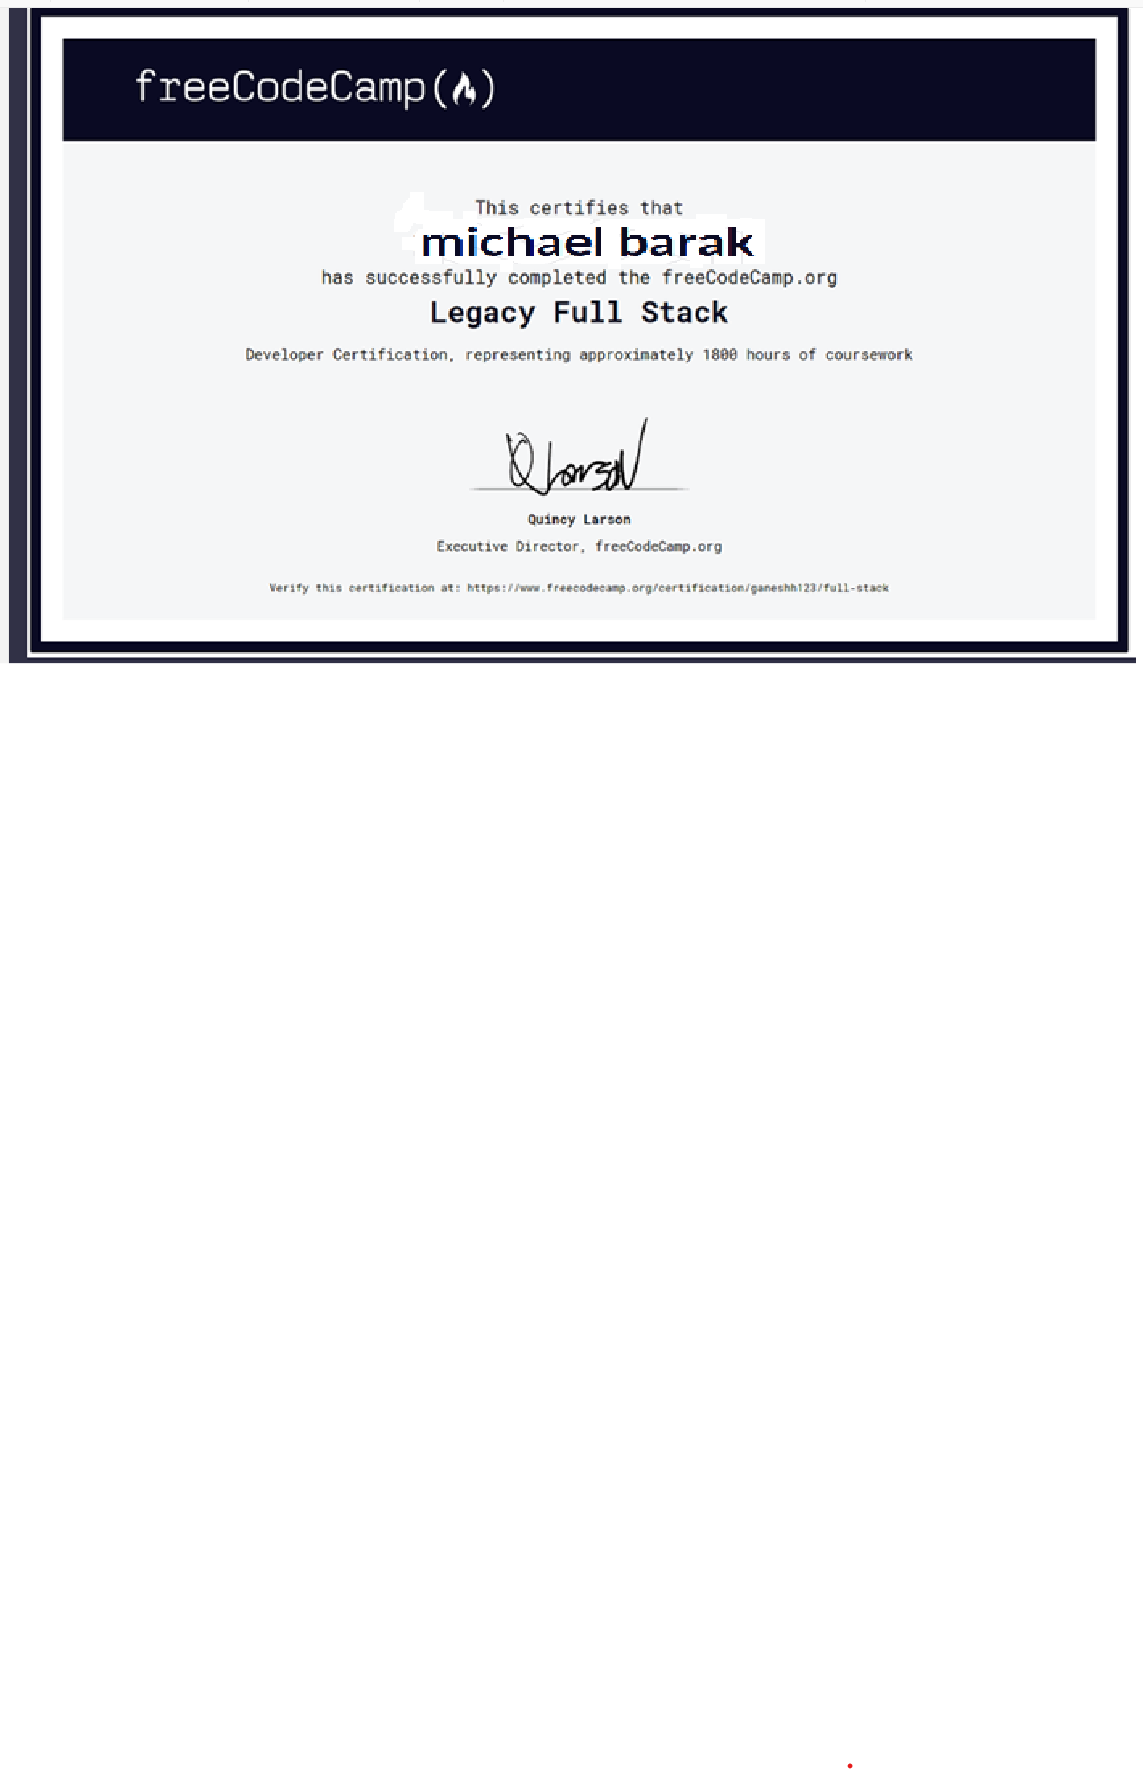 freeCodeCamp
This certifies that
michael barak
has successfully completed the freeCodeCamp.org
Legacy Full Stack
Developer Certification, representing approximately 1800 hours of coursework
Quincy Larson
Executive Director, freeCodeCamp.org
Verify this certification at: https://www.freecodecamp.org/certification/ganeshh123/full-stack